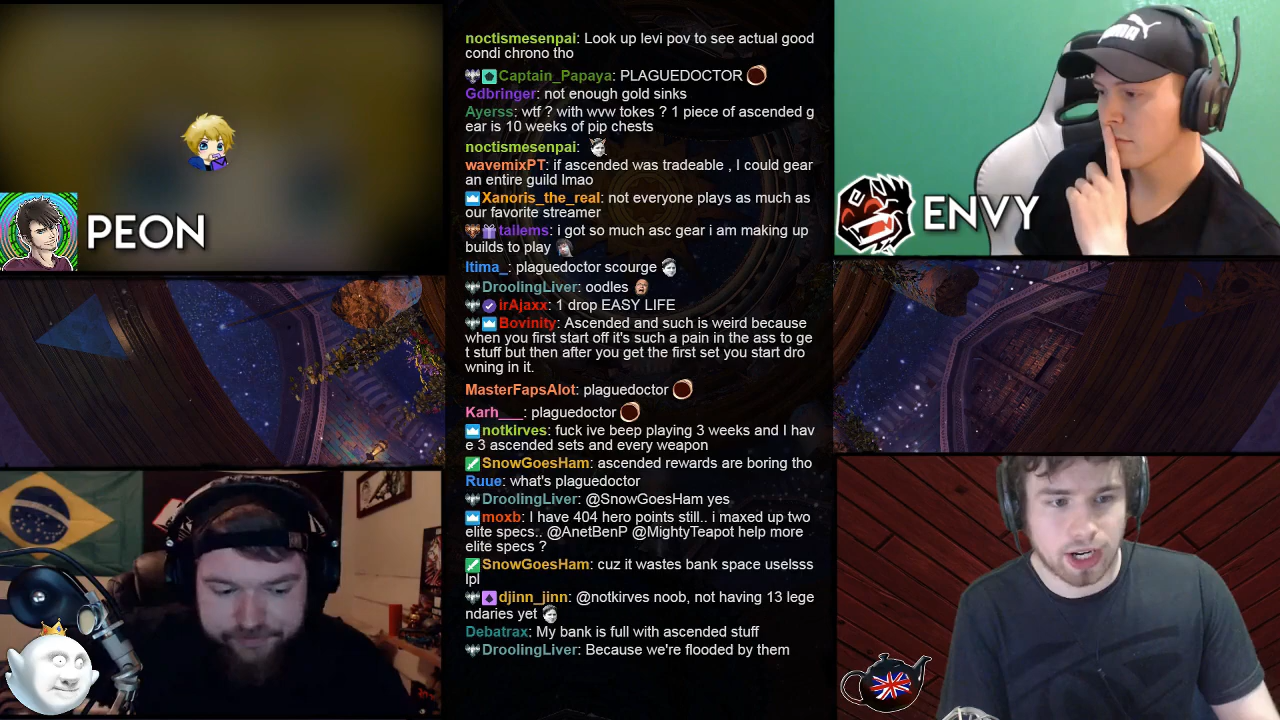 noctismesenpai: Look up levi pov to see actual good
condi chrono tho
Captain_Papaya: PLAGUEDOCTOR
Gdbringer: not enough gold sinks
Ayerss: wtf ? with wvw tokes ? 1 piece of ascended g
ear is 10 weeks of pip chests
noctismesenpai:
wavemixPT: if ascended was tradeable , I could gear
an entire guild lmao
Xanoris_the_real: not everyone plays as much as
our favorite streamer
tailems: i got so much asc gear i am making up
builds to play
Itima_: plaguedoctor scourge
DroolingLiver: oodles
irAjaxx: 1 drop EASY LIFE
Bovinity: Ascended and such is weird because
when you first start off it's such a pain in the ass to ge
t stuff but then after you get the first set you start dro
wning in it.
MasterFapsAlot: plaguedoctor
Karh___: plaguedoctor
notkirves: fuck ive beep playing 3 weeks and I hav
e 3 ascended sets and every weapon
SnowGoesHam: ascended rewards are boring tho
Ruue: what's plaguedoctor
DroolingLiver: @SnowGoesHam yes
moxb: I have 404 hero points still.. i maxed up two
elite specs.. @AnetBenP @MightyTeapot help more
elite specs ?
SnowGoesHam: cuz it wastes bank space uselsss
lpl
djinn_jinn: @notkirves noob, not having 13 lege
ndaries yet
Debatrax: My bank is full with ascended stuff
DroolingLiver: Because we're flooded by them
PEON
PUMA
ENVY